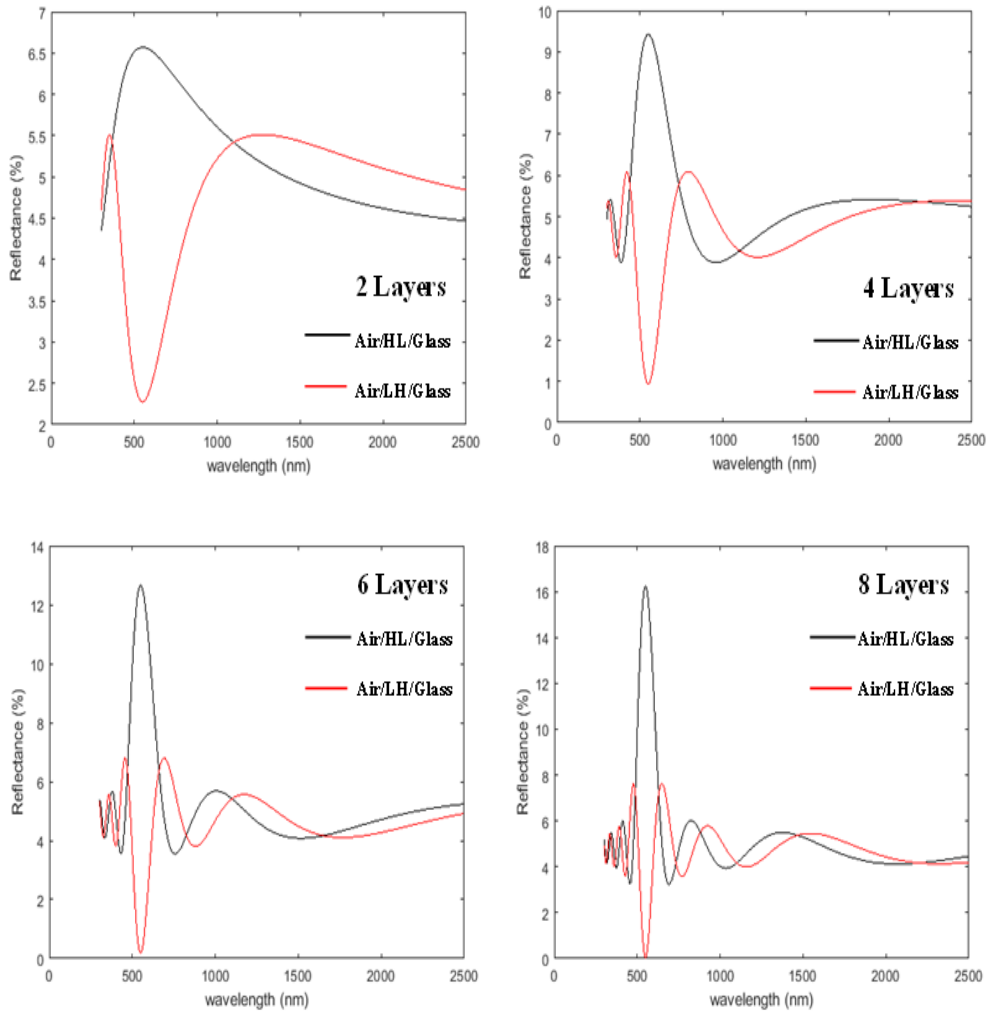 7
6.5
6
5.5
5
4.5
4
3.5
3
2.5
2
Reflectance (%)
0 500 1000 1500 2000 2500
wavelength (nm)
2 Layers
Air/HL/Glass
Air/LH/Glass
10
9
8
7
6
5
4
3
2
1
0
Reflectance (%)
0 500 1000 1500 2000 2500
wavelength (nm)
4 Layers
Air/HL/Glass
Air/LH/Glass
14
12
10
8
6
4
2
0
Reflectance (%)
0 500 1000 1500 2000 2500
wavelength (nm)
6 Layers
Air/HL/Glass
Air/LH/Glass
18
16
14
12
10
8
6
4
2
0
Reflectance (%)
0 500 1000 1500 2000 2500
wavelength (nm)
8 Layers
Air/HL/Glass
Air/LH/Glass